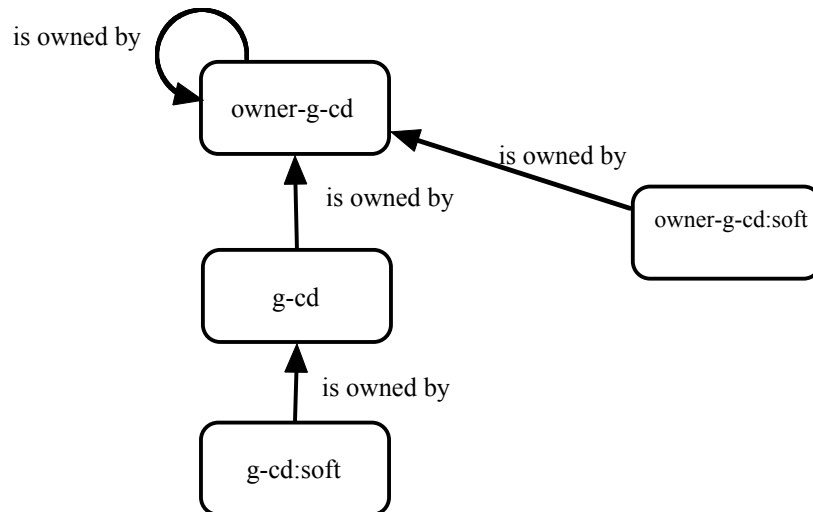 is owned by
owner-g-cd
is owned by
is owned by
owner-g-cd:soft
g-cd
is owned by
g-cd:soft